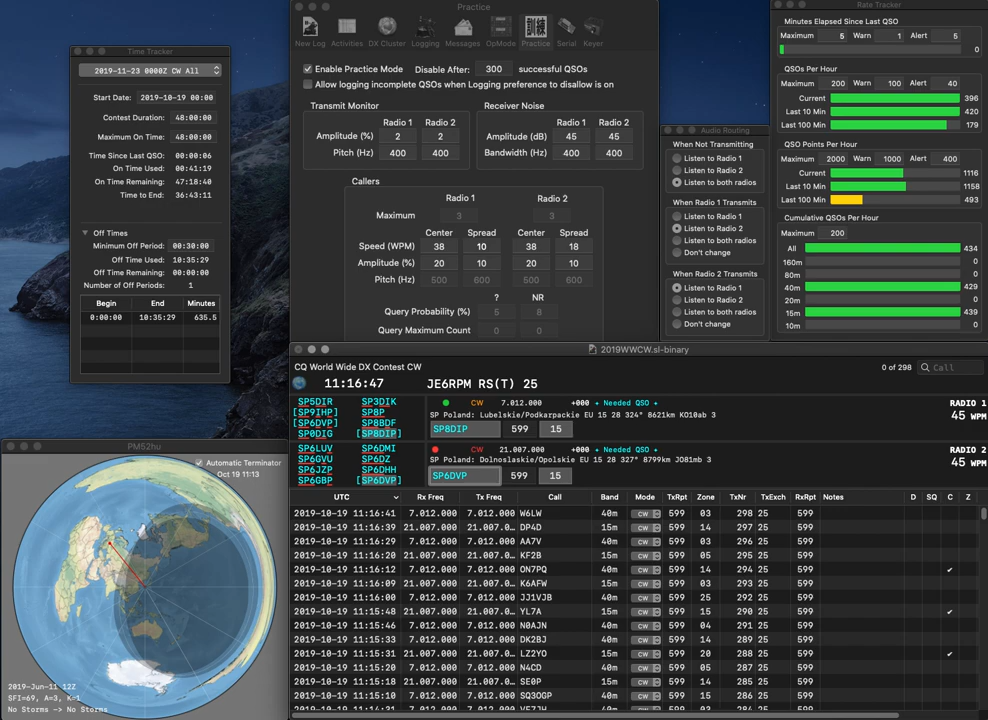 Time Tracker
2019-11-23 0000Z CW All
Start Date: 2019-10-19 00:00
Contest Duration: 48:00:00
Maximum On Time: 48:00:00
Time Since Last QSO: 00:00:06
On Time Used: 00:41:19
On Time Remaining: 47:18:40
Time to End: 36:43:11
Off Times
Minimum Off Period: 00:30:00
Off Time Used: 10:35:29
Off Time Remaining: 00:00:00
Number of Off Periods: 1
Begin End Minutes
0:00:00 10:35:29 635.5
Practice
New Log Activities DX Cluster Logging Messages OpMode Practice Serial Keyer
訓練
Enable Practice Mode Disable After: 300 successful QSOs
Allow logging incomplete QSOs when Logging preference to disallow is on
Transmit Monitor
Radio 1 Radio 2
Amplitude (%) 2 2
Pitch (Hz) 400 400
Receiver Noise
Radio 1 Radio 2
Amplitude (dB) 45 45
Bandwidth (Hz) 400 400
Callers
Radio 1 Radio 2
Maximum 3 3
Center Spread Center Spread
Speed (WPM) 38 10 38 18
Amplitude (%) 20 10 20 10
Pitch (Hz) 500 600 500 600
? NR
Query Probability (%) 5 8
Query Maximum Count 0 0
Audio Routing
When Not Transmitting
Listen to Radio 1
Listen to Radio 2
Listen to both radios
When Radio 1 Transmits
Listen to Radio 1
Listen to Radio 2
Listen to both radios
Don't change
When Radio 2 Transmits
Listen to Radio 1
Listen to Radio 2
Listen to both radios
Don't change
Rate Tracker
Minutes Elapsed Since Last QSO
Maximum 5 Warn 1 Alert 5
0
QSOs Per Hour
Maximum 200 Warn 100 Alert 40
Current 396
Last 10 Min 420
Last 100 Min 179
QSO Points Per Hour
Maximum 2000 Warn 1000 Alert 400
Current 1116
Last 10 Min 1158
Last 100 Min 493
Cumulative QSOs Per Hour
Maximum 200
All 434
160m 0
80m 0
40m 429
20m 0
15m 439
10m 0
2019WWCW.sl-binary
CQ World Wide DX Contest CW 0 of 298 Call
11:16:47 JE6RPM RS(T) 25
SP5DIR SP3DIK
[SP9IHP] SP8P
[SP6DVP] SP8BDF
SP0DIG [SP8DIP]
CW 7.012.000 +000 + Needed QSO + RADIO 1
SP Poland: Lubelskie/Podkarpackie EU 15 28 324° 8621km KO10ab 3
45 WPM
SP8DIP 599 15
SP6LUV SP6DMI
SP6GVU SP6DZ
SP6JZP SP6DHH
SP6GBP [SP6DVP]
CW 21.007.000 +000 + Needed QSO + RADIO 2
SP Poland: Dolnoslaskie/Opolskie EU 15 28 327° 8799km JO81mb 3
45 WPM
SP6DVP 599 15
UTC Rx Freq Tx Freq Call Band Mode TxRpt Zone TxNr TxExch RxRpt Notes D SQ C Z
2019-10-19 11:16:41 7.012.000 7.012.000 W6LW 40m CW 599 03 298 25 599
2019-10-19 11:16:39 21.007.000 21.007.0... DP4D 15m CW 599 14 297 25 599
2019-10-19 11:16:29 7.012.000 7.012.000 AA7V 40m CW 599 03 296 25 599
2019-10-19 11:16:20 21.007.000 21.007.0... KF2B 15m CW 599 05 295 25 599
2019-10-19 11:16:12 7.012.000 7.012.000 ON7PQ 40m CW 599 14 294 25 599 ✔
2019-10-19 11:16:09 21.007.000 21.007.0... K6AFW 15m CW 599 03 293 25 599
2019-10-19 11:16:00 7.012.000 7.012.000 JJ1VJB 40m CW 599 25 292 25 599
2019-10-19 11:15:48 21.007.000 21.007.0... YL7A 15m CW 599 15 290 25 599 ✔
2019-10-19 11:15:46 7.012.000 7.012.000 N0AJN 40m CW 599 04 291 25 599
2019-10-19 11:15:33 7.012.000 7.012.000 DK2BJ 40m CW 599 14 289 25 599
2019-10-19 11:15:31 21.007.000 21.007.0... LZ2YO 15m CW 599 20 288 25 599 ✔
2019-10-19 11:15:20 7.012.000 7.012.000 N4CD 40m CW 599 05 287 25 599
2019-10-19 11:15:18 21.007.000 21.007.0... SE0P 15m CW 599 14 285 25 599
2019-10-19 11:15:06 7.012.000 7.012.000 SQ3OGP 40m CW 599 15 286 25 599
PM52hu
Automatic Terminator
Oct 19 11:13
2019-Jun-11 12Z
SFI=69, A=3, K=1
No Storms -> No Storms